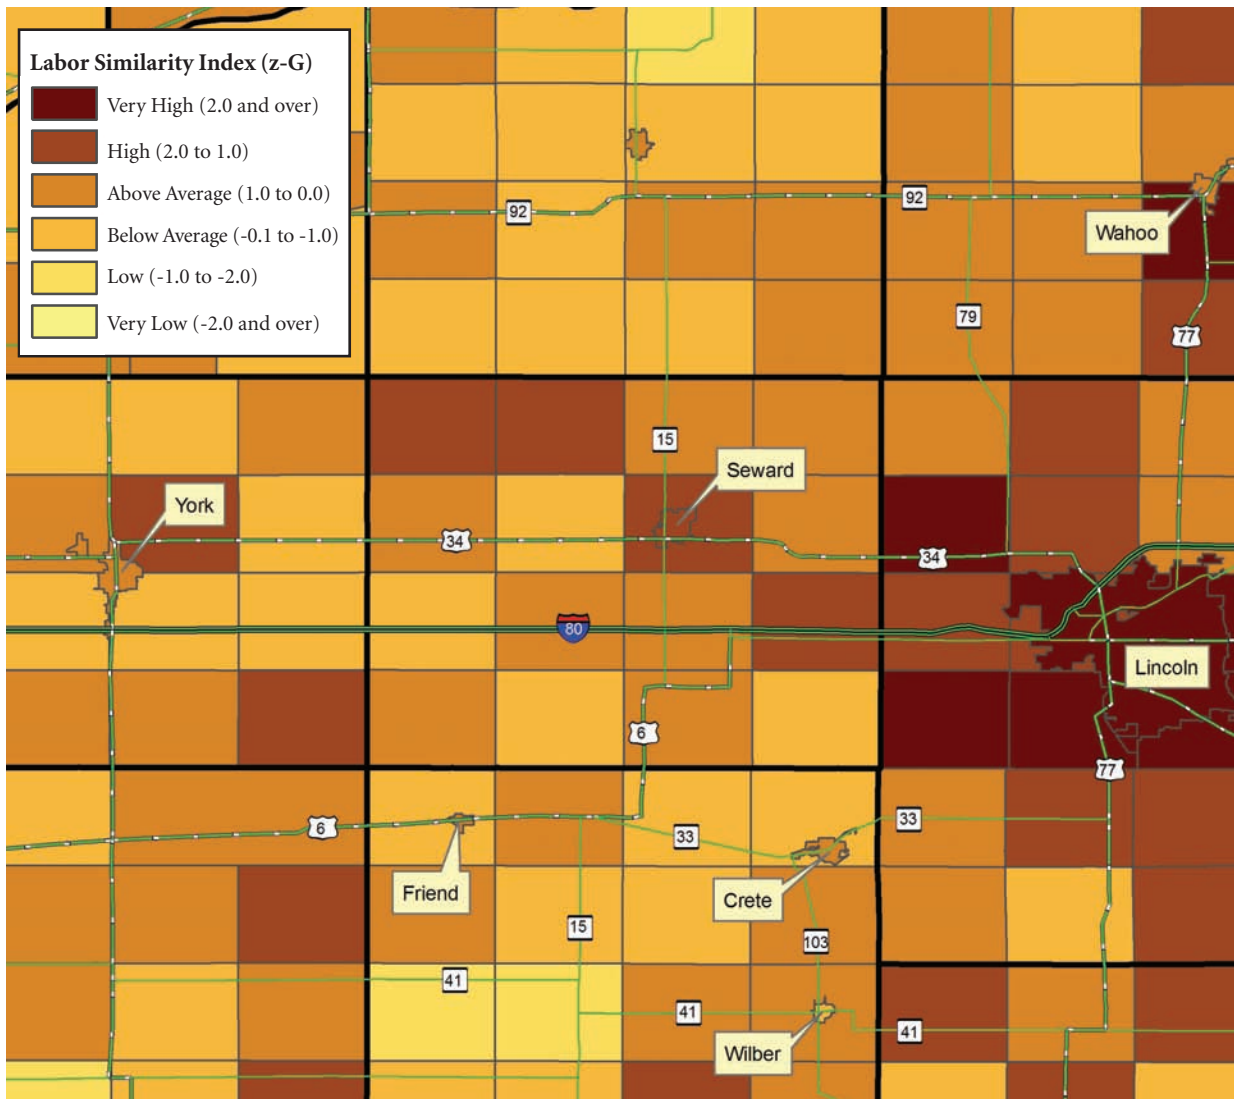 Labor Similarity Index (z-G)
Very High (2.0 and over)
High (2.0 to 1.0)
Above Average (1.0 to 0.0)
Below Average (-0.1 to -1.0)
Low (-1.0 to -2.0)
Very Low (-2.0 and over)
92
92
Wahoo
79
77
15
Seward
York
34
34
80
Lincoln
6
77
6
33
33
Friend
Crete
15
103
41
41
41
Wilber